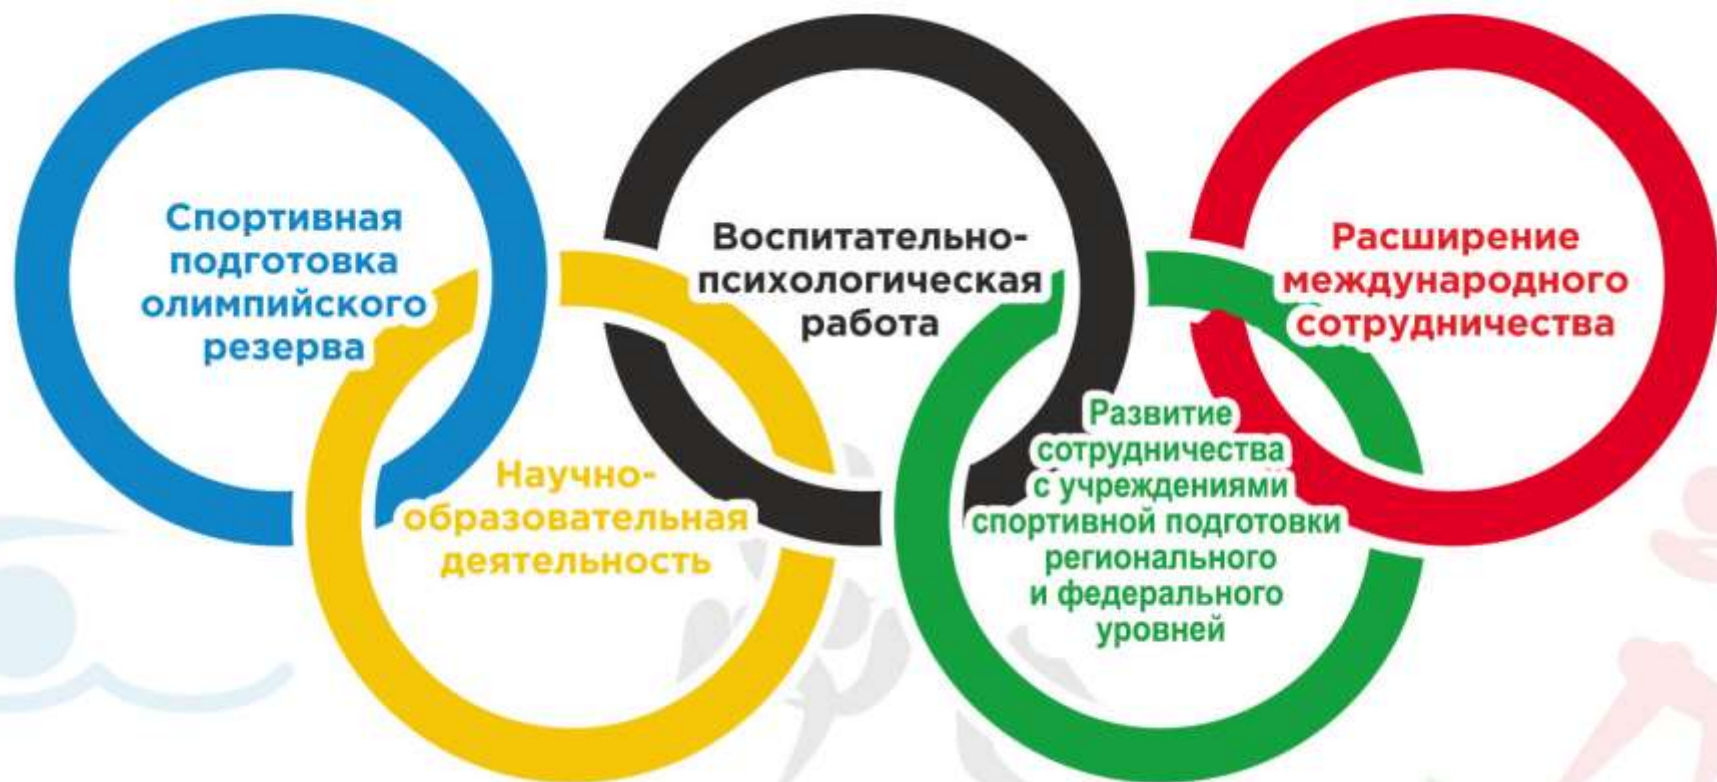 Спортивная
подготовка
олимпийского
резерва
Научно-
образовательная
деятельность
Воспитательно-
психологическая
работа
Развитие
сотрудничества
с учреждениями
спортивной подготовки
регионального
и федерального
уровней
Расширение
международного
сотрудничества